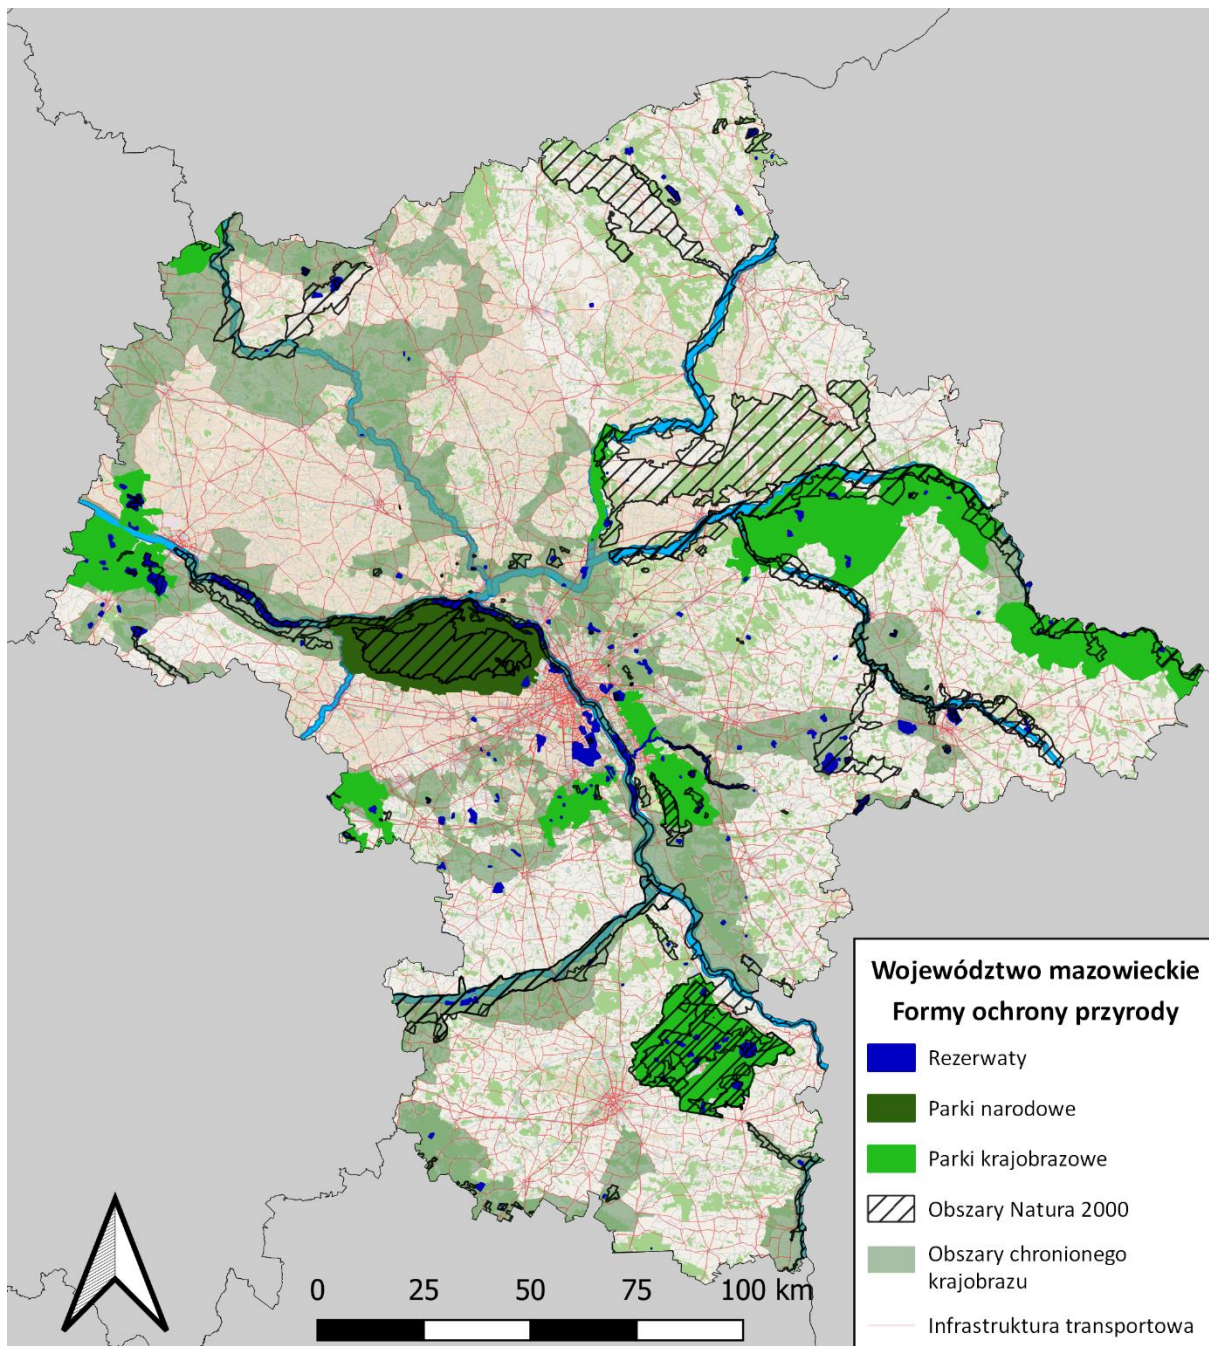 Województwo mazowieckie
Formy ochrony przyrody
Rezerwaty
Parki narodowe
Parki krajobrazowe
Obszary Natura 2000
Obszary chronionego
krajobrazu
Infrastruktura transportowa
0 25 50 75 100 km